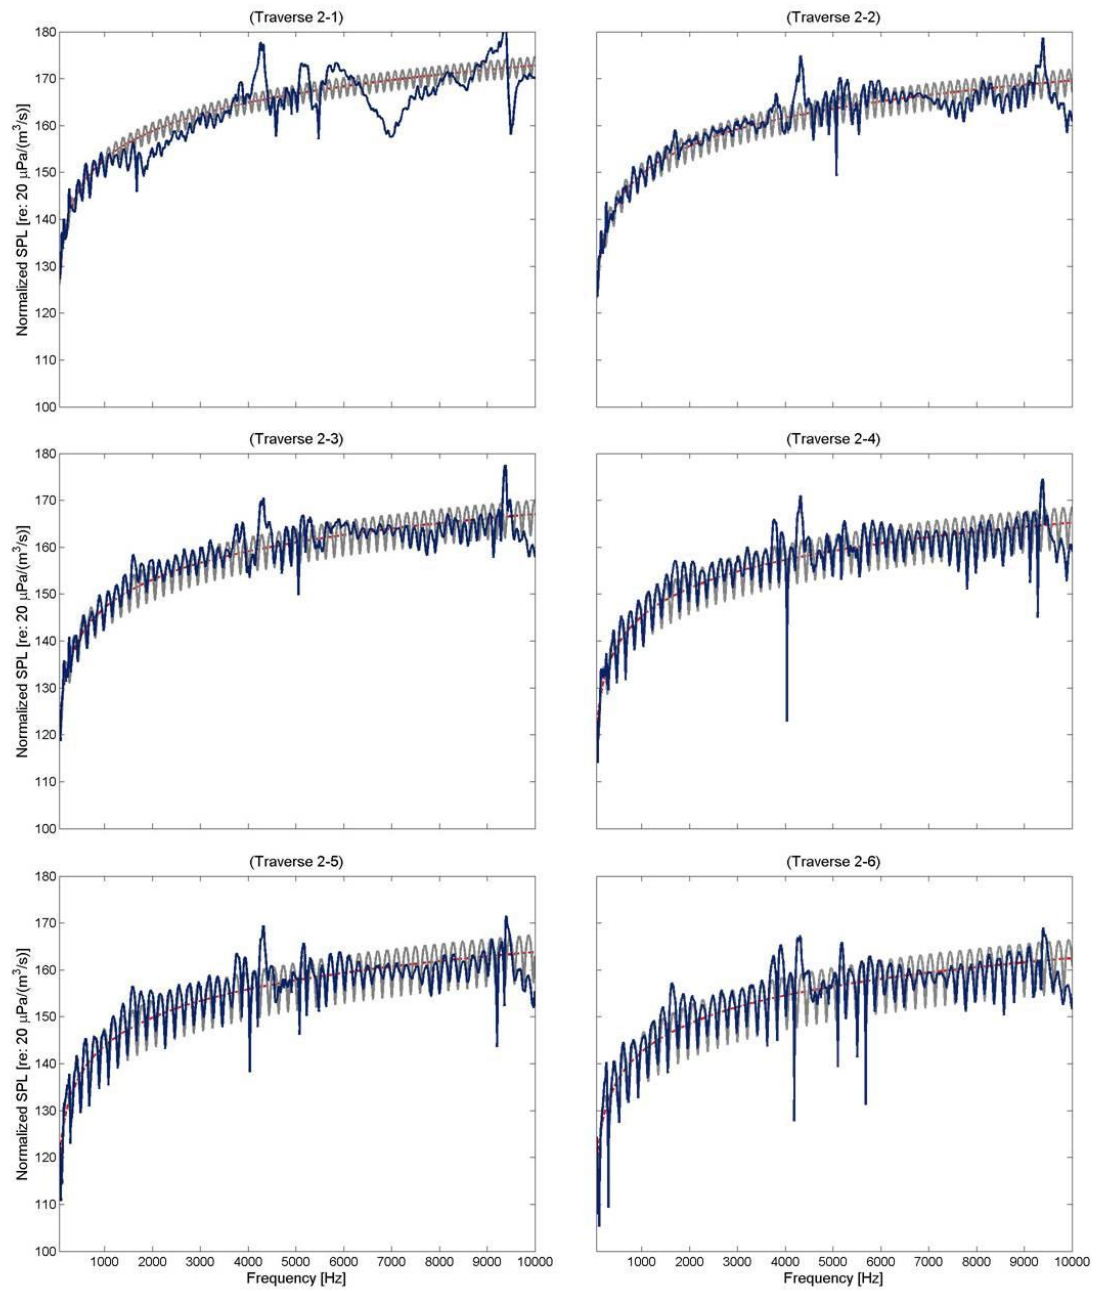 (Traverse 2-1)
(Traverse 2-2)
Normalized SPL [re: 20 μPa/(m³/s)]
180
170
160
150
140
130
120
110
100
(Traverse 2-3)
(Traverse 2-4)
Normalized SPL [re: 20 μPa/(m³/s)]
180
170
160
150
140
130
120
110
100
(Traverse 2-5)
(Traverse 2-6)
Normalized SPL [re: 20 μPa/(m³/s)]
180
170
160
150
140
130
120
110
100
1000 2000 3000 4000 5000 6000 7000 8000 9000 10000
Frequency [Hz]
1000 2000 3000 4000 5000 6000 7000 8000 9000 10000
Frequency [Hz]